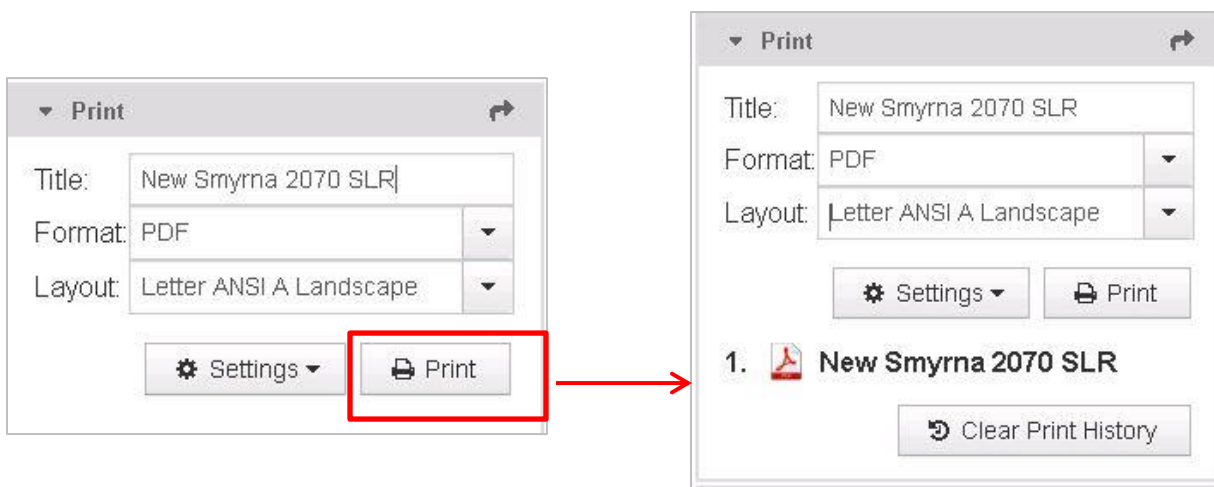 Print
Title: New Smyrna 2070 SLR
Format: PDF
Layout: Letter ANSI A Landscape
Settings Print
Print
Title: New Smyrna 2070 SLR
Format: PDF
Layout: Letter ANSI A Landscape
Settings Print
1. New Smyrna 2070 SLR
Clear Print History